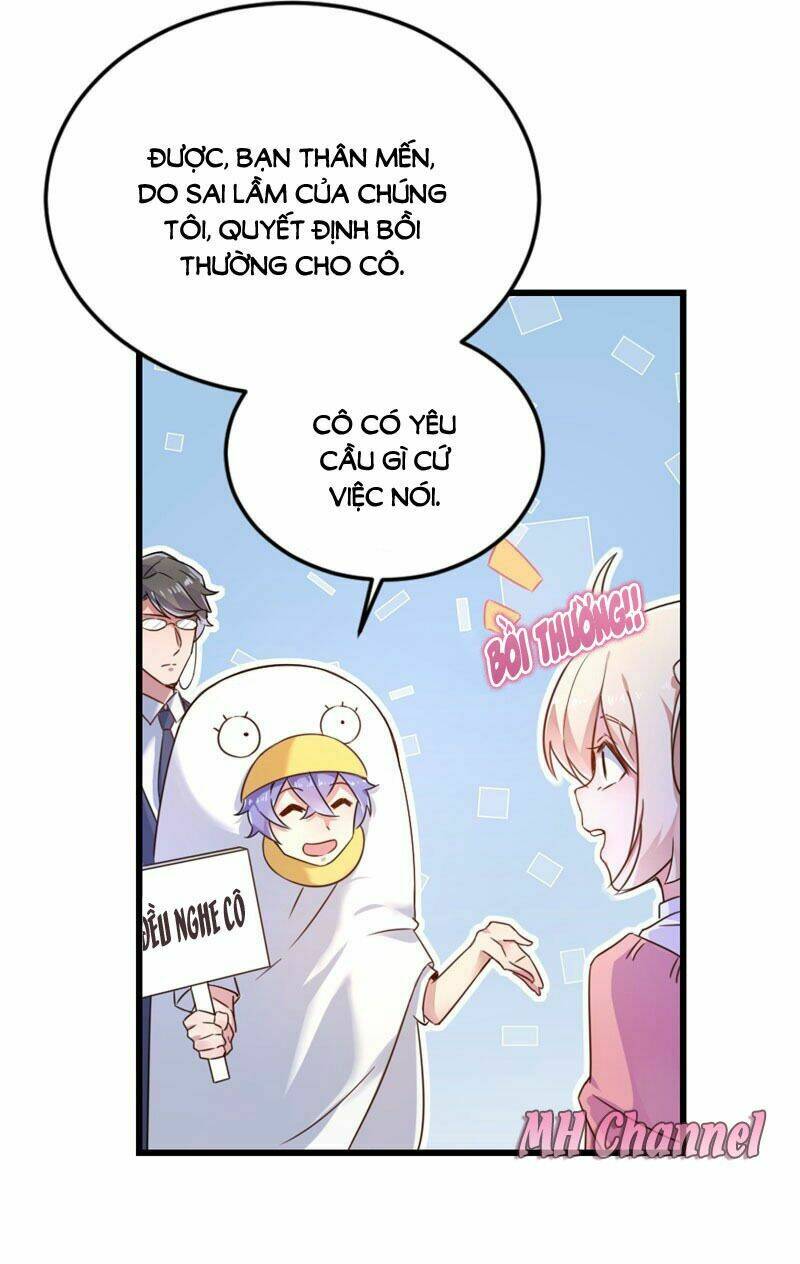 ĐƯỢC, BẠN THÂN MẾN,
DO SAI LẦM CỦA CHÚNG
TÔI, QUYẾT ĐỊNH BỒI
THƯỜNG CHO CÔ.
CÔ CÓ YÊU
CẦU GÌ CỨ
VIỆC NÓI.
BỒI THƯỜNG!!
ĐỀU NGHE CÔ
MH Channel